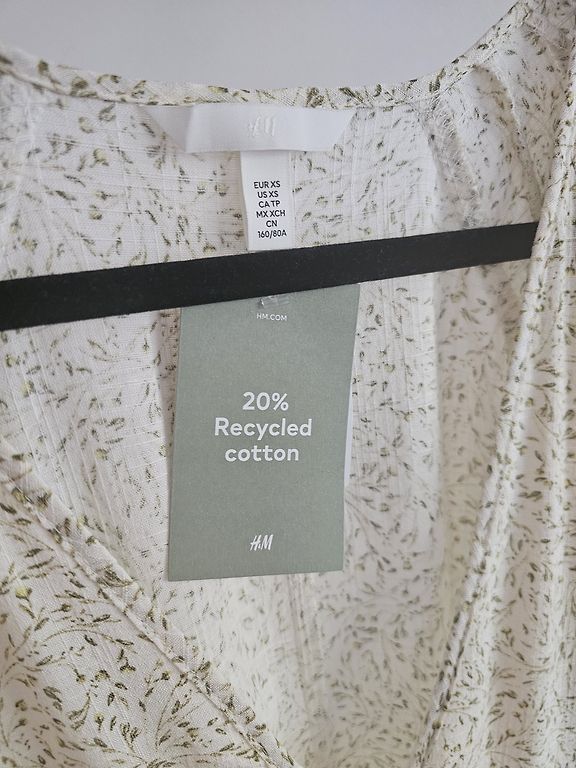 H&M
EUR XS
US XS
CA TP
MX XCH
CN
160/80A
HM.COM
20%
Recycled
cotton
H&M